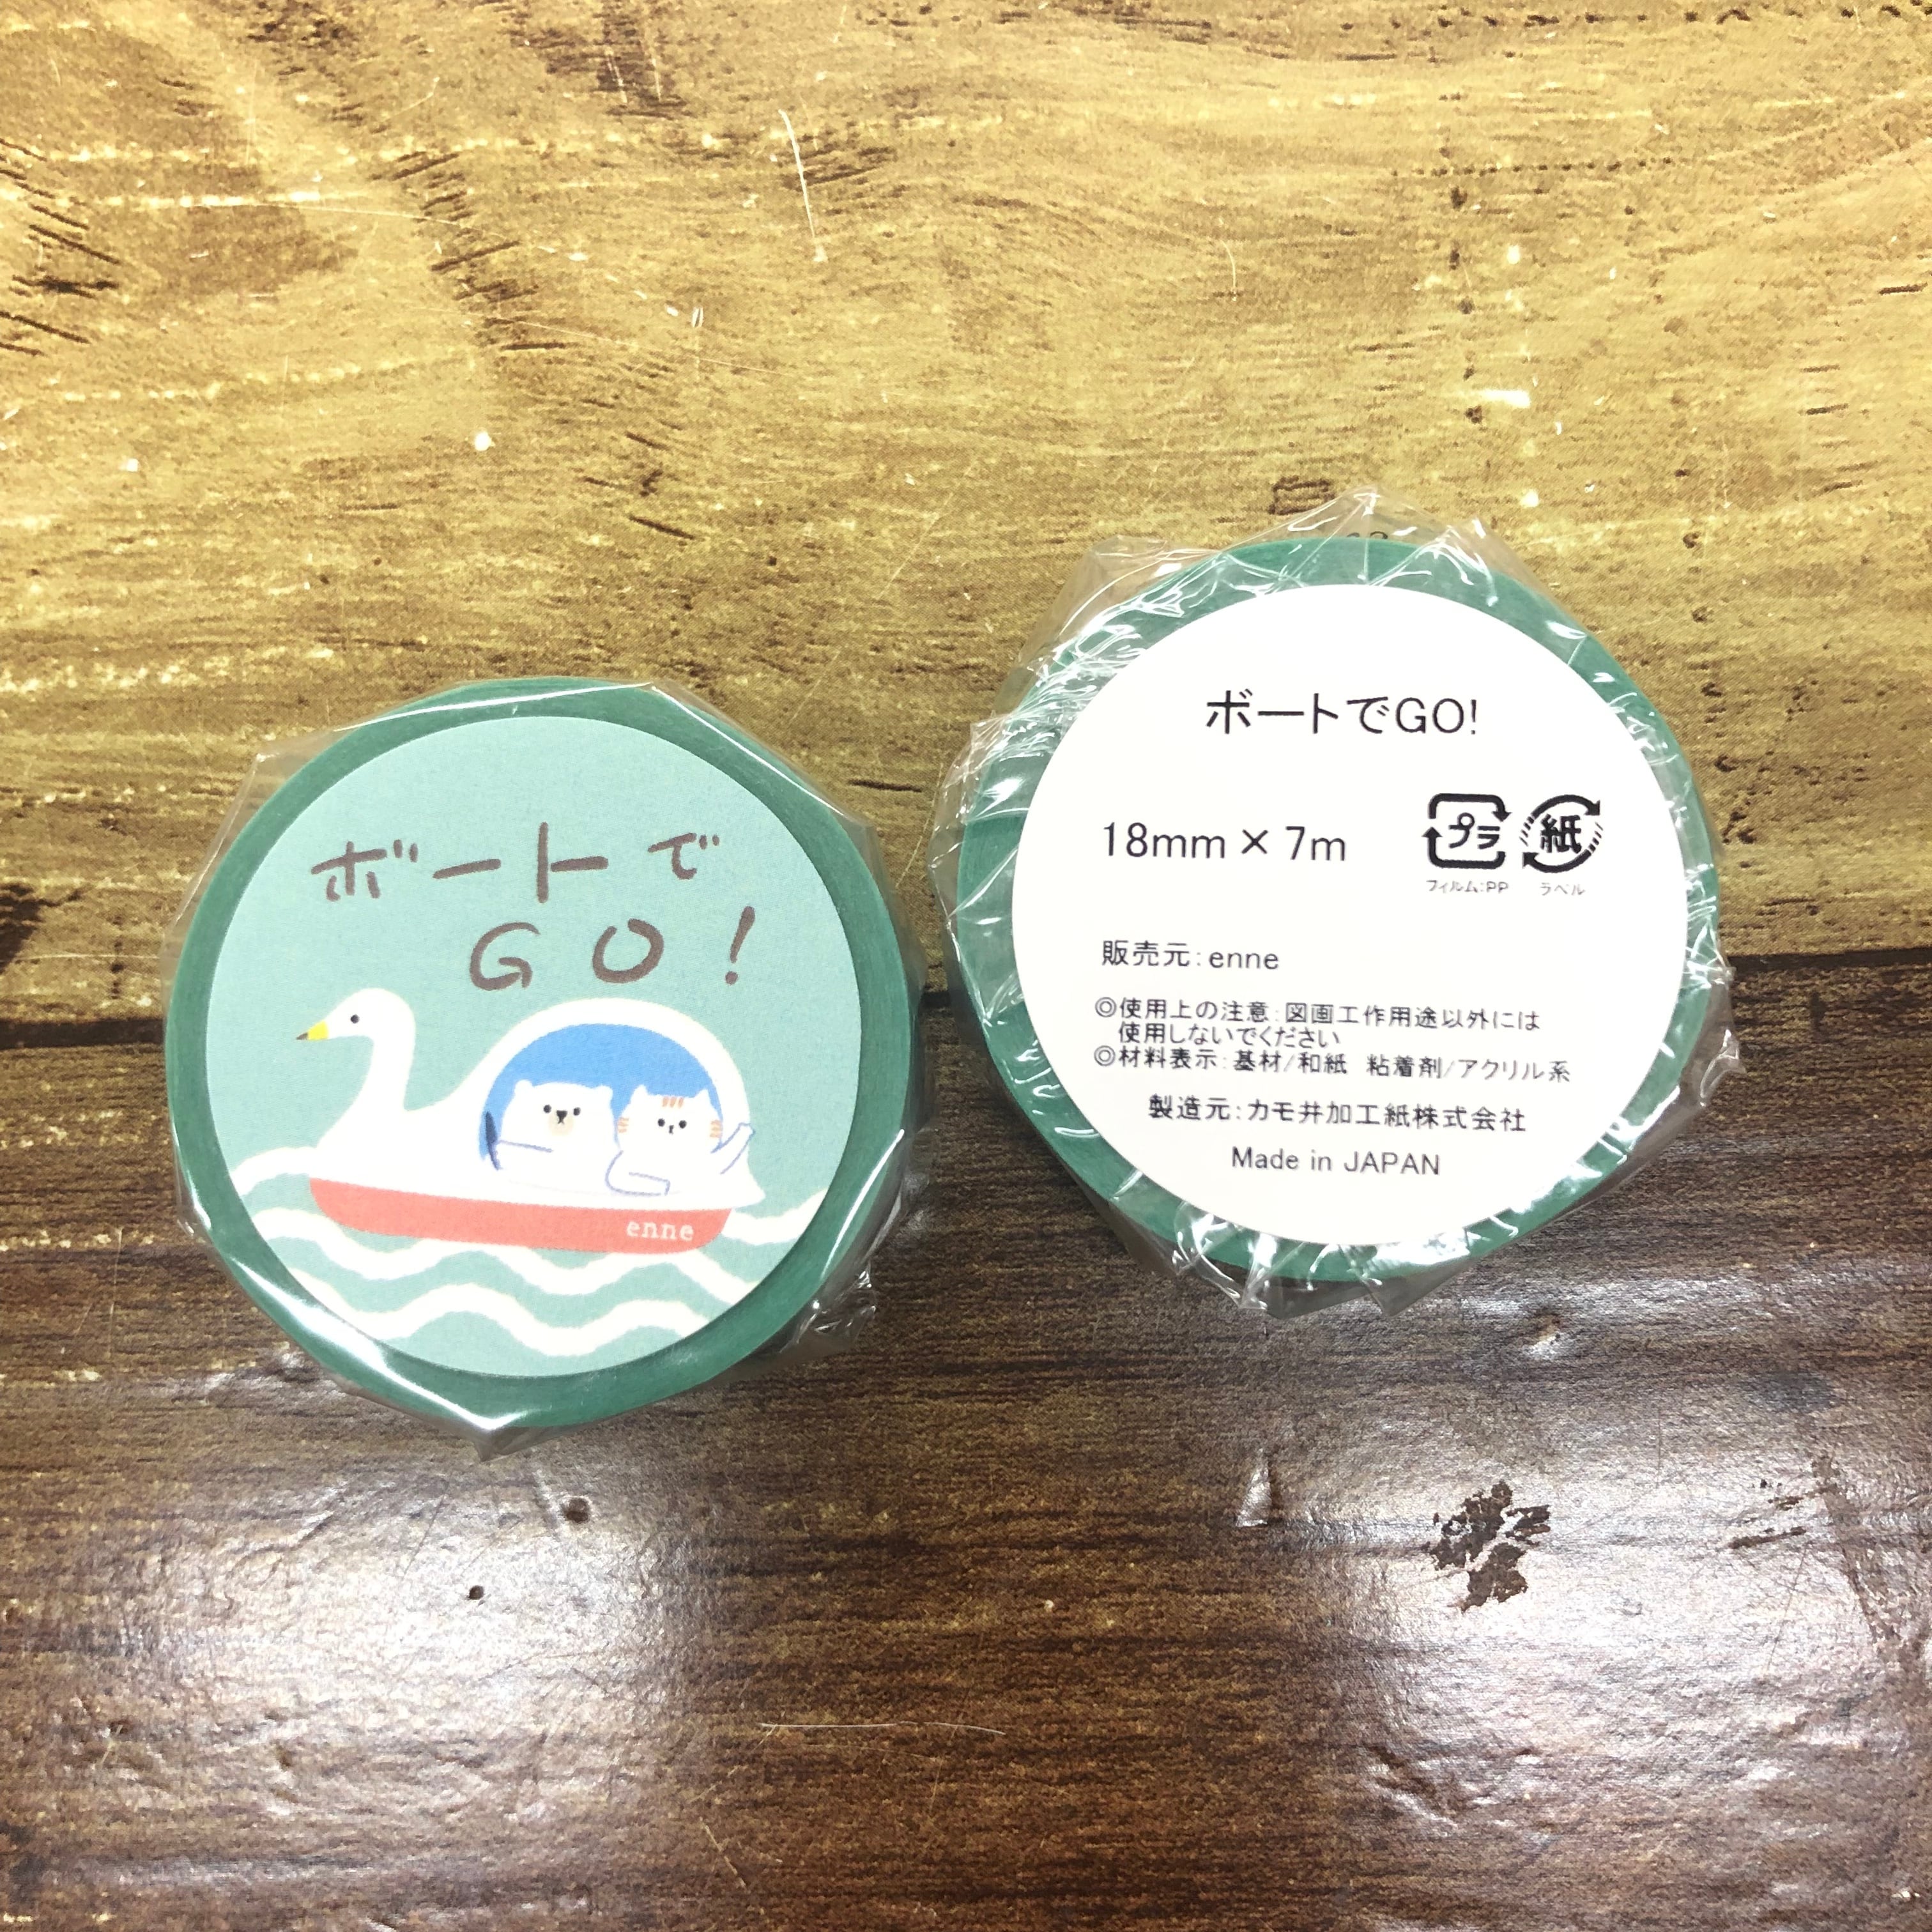 ボートで
GO!
enne
ボートでGO!
18mm×7m
プラ 紙
フィルム:PP ラベル
販売元:enne
◎使用上の注意:図画工作用途以外には
使用しないでください
◎材料表示:基材/和紙 粘着剤/アクリル系
製造元:カモ井加工紙株式会社
Made in JAPAN